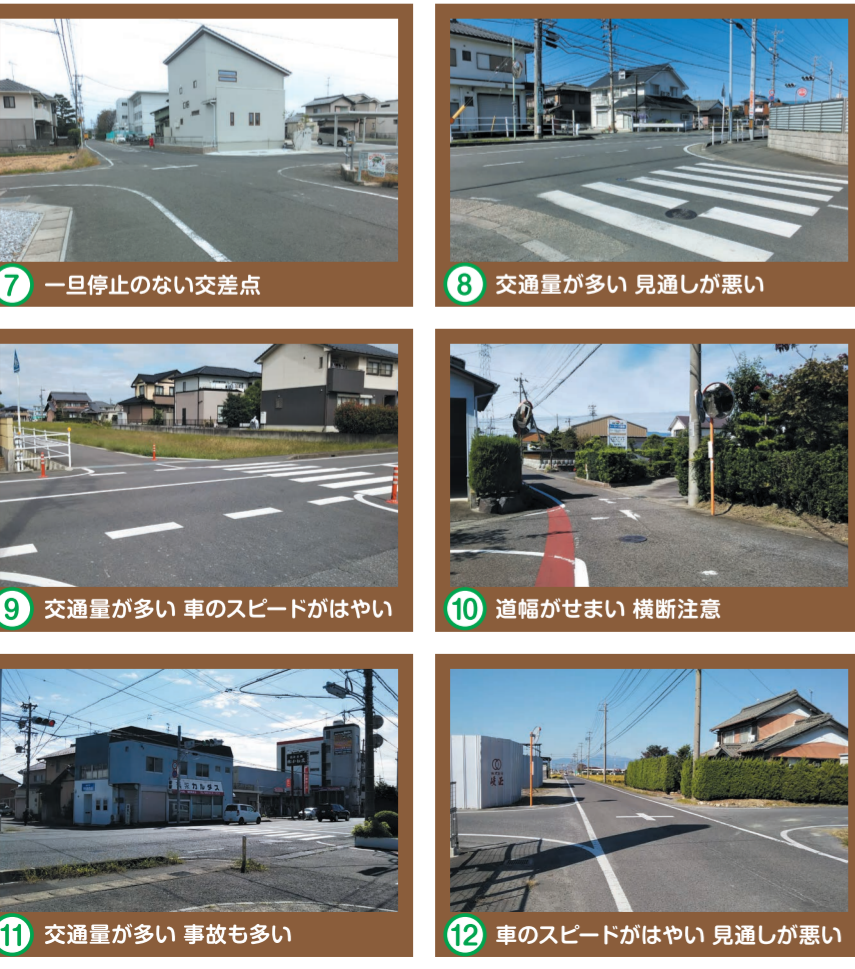 ⑦ 一旦停止のない交差点
⑧ 交通量が多い 見通しが悪い
⑨ 交通量が多い 車のスピードがはやい
⑩ 道幅がせまい 横断注意
カルダス
⑪ 交通量が多い 事故も多い
⑫ 車のスピードがはやい 見通しが悪い